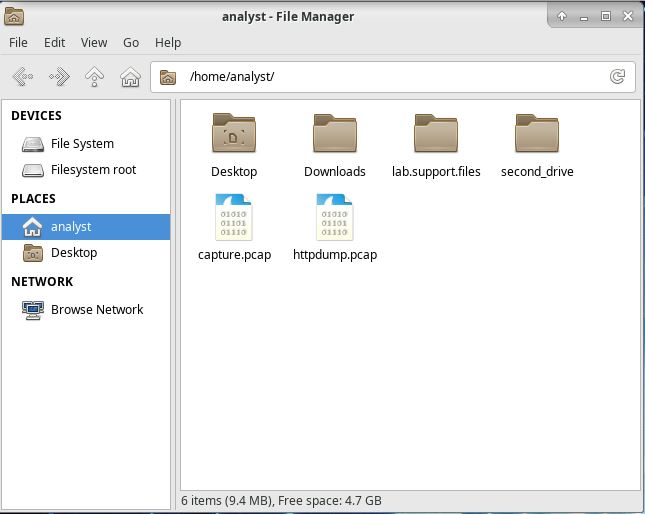 analyst - File Manager
File Edit View Go Help
/home/analyst/
DEVICES
File System
Filesystem root
PLACES
analyst
Desktop
NETWORK
Browse Network
Desktop Downloads lab.support.files second_drive
01010
01110
01110
capture.pcap
01010
01110
01110
httpdump.pcap
6 items (9.4 MB), Free space: 4.7 GB